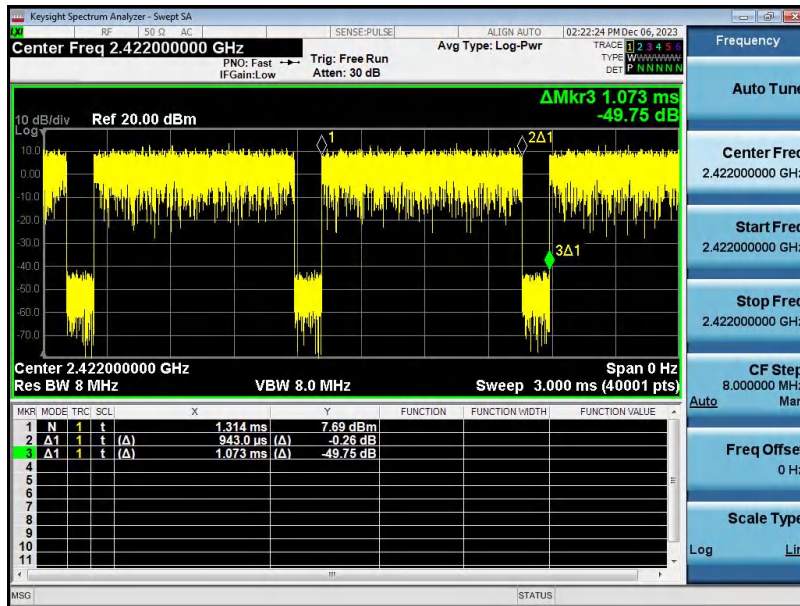 Keysight Spectrum Analyzer - Swept SA
LXI RF 50 Ω AC SENSE:PULSE ALIGN AUTO 02:22:24 PM Dec 06, 2023
Center Freq 2.422000000 GHz
PNO: Fast
IFGain:Low
Trig: Free Run
Atten: 30 dB
Avg Type: Log-Pwr
TRACE 1 2 3 4 5 6
TYPE W
DET P N N N N N
ΔMkr3 1.073 ms
-49.75 dB
10 dB/div Ref 20.00 dBm
Log
1
2Δ1
10.0
0.00
-10.0
-20.0
-30.0
3Δ1
-40.0
-50.0
-60.0
-70.0
Center 2.422000000 GHz Span 0 Hz
Res BW 8 MHz VBW 8.0 MHz Sweep 3.000 ms (40001 pts)
MKR MODE TRC SCL X Y FUNCTION FUNCTION WIDTH FUNCTION VALUE
1 N 1 t 1.314 ms 7.69 dBm
2 Δ1 1 t (Δ) 943.0 µs (Δ) -0.26 dB
3 Δ1 1 t (Δ) 1.073 ms (Δ) -49.75 dB
4
5
6
7
8
9
10
11
MSG STATUS
Frequency
Auto Tune
Center Freq
2.422000000 GHz
Start Freq
2.422000000 GHz
Stop Freq
2.422000000 GHz
CF Step
8.000000 MHz
Auto Man
Freq Offset
0 Hz
Scale Type
Log Lin